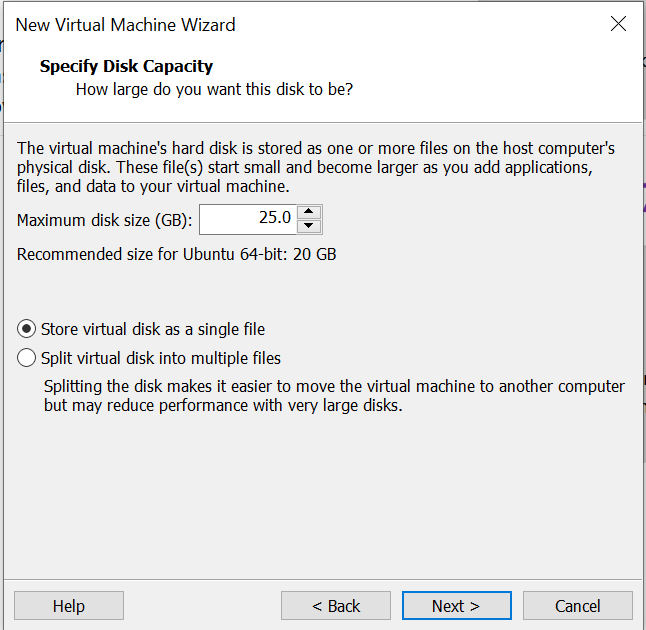 New Virtual Machine Wizard
Specify Disk Capacity
How large do you want this disk to be?
The virtual machine's hard disk is stored as one or more files on the host computer's
physical disk. These file(s) start small and become larger as you add applications,
files, and data to your virtual machine.
Maximum disk size (GB): 25.0
Recommended size for Ubuntu 64-bit: 20 GB
Store virtual disk as a single file
Split virtual disk into multiple files
Splitting the disk makes it easier to move the virtual machine to another computer
but may reduce performance with very large disks.
Help < Back Next > Cancel